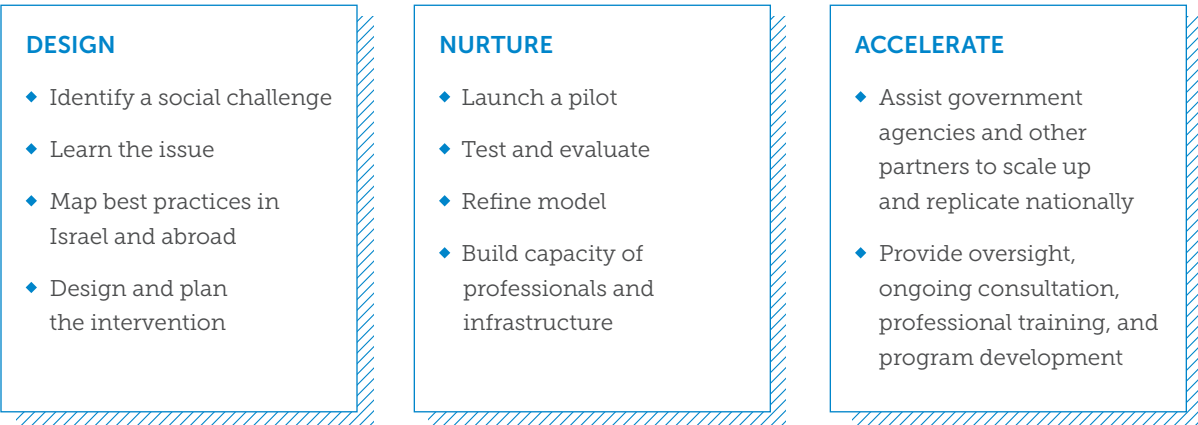 DESIGN
◆ Identify a social challenge
◆ Learn the issue
◆ Map best practices in
Israel and abroad
◆ Design and plan
the intervention
NURTURE
◆ Launch a pilot
◆ Test and evaluate
◆ Refine model
◆ Build capacity of
professionals and
infrastructure
ACCELERATE
◆ Assist government
agencies and other
partners to scale up
and replicate nationally
◆ Provide oversight,
ongoing consultation,
professional training, and
program development